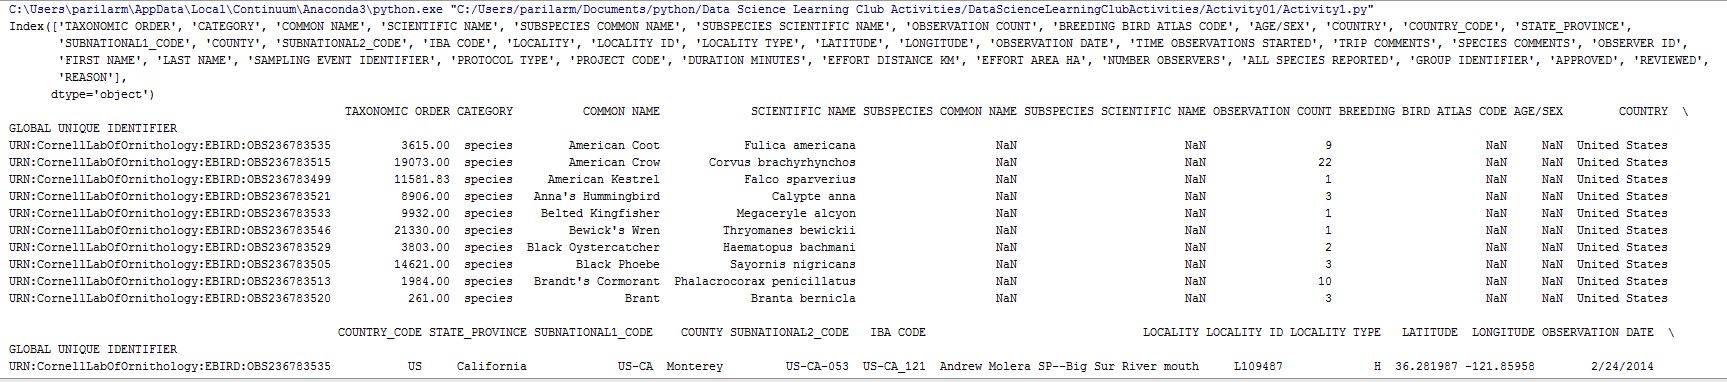 C:\Users\parilarm\AppData\Local\Continuum\Anaconda3\python.exe "C:/Users/parilarm/Documents/python/Data Science Learning Club Activities/DataScienceLearningClubActivities/Activity01/Activity1.py"
Index(['TAXONOMIC ORDER', 'CATEGORY', 'COMMON NAME', 'SCIENTIFIC NAME', 'SUBSPECIES COMMON NAME', 'SUBSPECIES SCIENTIFIC NAME', 'OBSERVATION COUNT', 'BREEDING BIRD ATLAS CODE', 'AGE/SEX', 'COUNTRY', 'COUNTRY_CODE', 'STATE_PROVINCE',
'SUBNATIONAL1_CODE', 'COUNTY', 'SUBNATIONAL2_CODE', 'IBA CODE', 'LOCALITY', 'LOCALITY ID', 'LOCALITY TYPE', 'LATITUDE', 'LONGITUDE', 'OBSERVATION DATE', 'TIME OBSERVATIONS STARTED', 'TRIP COMMENTS', 'SPECIES COMMENTS', 'OBSERVER ID',
'FIRST NAME', 'LAST NAME', 'SAMPLING EVENT IDENTIFIER', 'PROTOCOL TYPE', 'PROJECT CODE', 'DURATION MINUTES', 'EFFORT DISTANCE KM', 'EFFORT AREA HA', 'NUMBER OBSERVERS', 'ALL SPECIES REPORTED', 'GROUP IDENTIFIER', 'APPROVED', 'REVIEWED',
'REASON'],
dtype='object')
TAXONOMIC ORDER CATEGORY COMMON NAME SCIENTIFIC NAME SUBSPECIES COMMON NAME SUBSPECIES SCIENTIFIC NAME OBSERVATION COUNT BREEDING BIRD ATLAS CODE AGE/SEX COUNTRY \
GLOBAL UNIQUE IDENTIFIER
URN:CornellLabOfOrnithology:EBIRD:OBS236783535 3615.00 species American Coot Fulica americana NaN NaN 9 NaN NaN United States
URN:CornellLabOfOrnithology:EBIRD:OBS236783515 19073.00 species American Crow Corvus brachyrhynchos NaN NaN 22 NaN NaN United States
URN:CornellLabOfOrnithology:EBIRD:OBS236783499 11581.83 species American Kestrel Falco sparverius NaN NaN 1 NaN NaN United States
URN:CornellLabOfOrnithology:EBIRD:OBS236783521 8906.00 species Anna's Hummingbird Calypte anna NaN NaN 3 NaN NaN United States
URN:CornellLabOfOrnithology:EBIRD:OBS236783533 9932.00 species Belted Kingfisher Megaceryle alcyon NaN NaN 1 NaN NaN United States
URN:CornellLabOfOrnithology:EBIRD:OBS236783546 21330.00 species Bewick's Wren Thryomanes bewickii NaN NaN 1 NaN NaN United States
URN:CornellLabOfOrnithology:EBIRD:OBS236783529 3803.00 species Black Oystercatcher Haematopus bachmani NaN NaN 2 NaN NaN United States
URN:CornellLabOfOrnithology:EBIRD:OBS236783505 14621.00 species Black Phoebe Sayornis nigricans NaN NaN 3 NaN NaN United States
URN:CornellLabOfOrnithology:EBIRD:OBS236783513 1984.00 species Brandt's Cormorant Phalacrocorax penicillatus NaN NaN 10 NaN NaN United States
URN:CornellLabOfOrnithology:EBIRD:OBS236783520 261.00 species Brant Branta bernicla NaN NaN 3 NaN NaN United States
COUNTRY_CODE STATE_PROVINCE SUBNATIONAL1_CODE COUNTY SUBNATIONAL2_CODE IBA CODE LOCALITY LOCALITY ID LOCALITY TYPE LATITUDE LONGITUDE OBSERVATION DATE \
GLOBAL UNIQUE IDENTIFIER
URN:CornellLabOfOrnithology:EBIRD:OBS236783535 US California US-CA Monterey US-CA-053 US-CA_121 Andrew Molera SP--Big Sur River mouth L109487 H 36.281987 -121.85958 2/24/2014